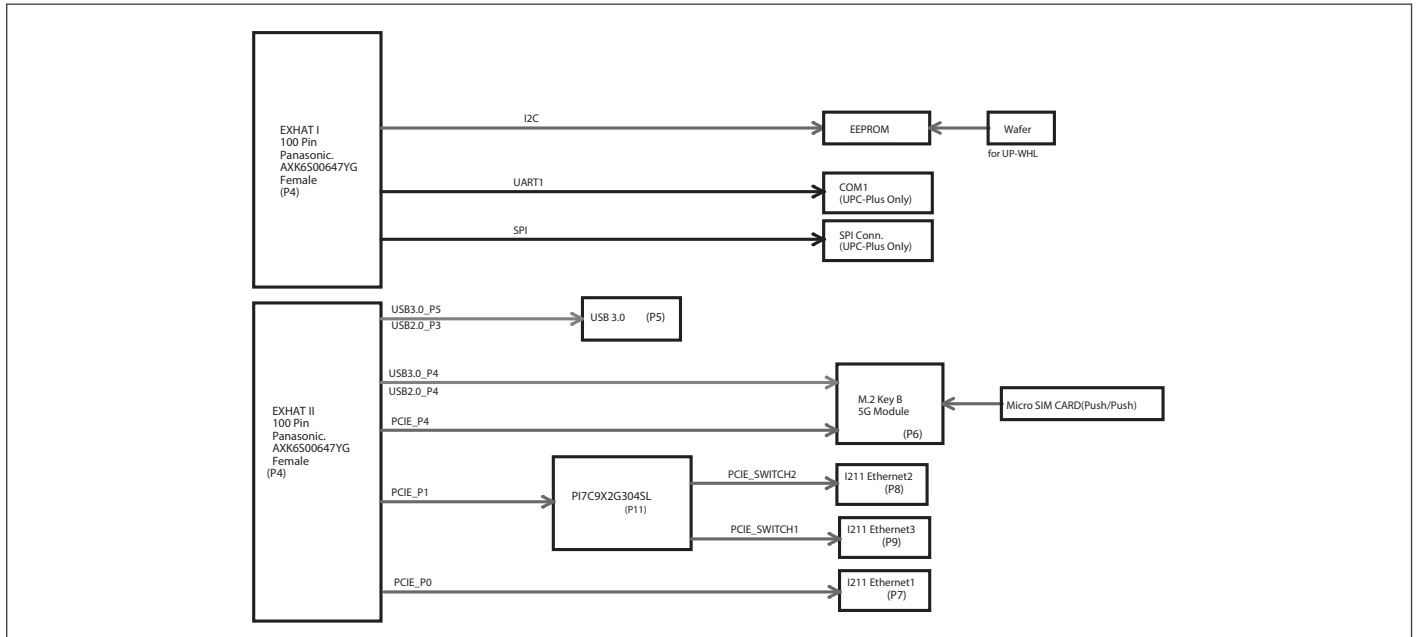 EXHAT I
100 Pin
Panasonic.
AXK6S00647YG
Female
(P4)
I2C
EEPROM
Wafer
for UP-WHL
UART1
COM1
(UPC-Plus Only)
SPI
SPI Conn.
(UPC-Plus Only)
EXHAT II
100 Pin
Panasonic.
AXK6S00647YG
Female
(P4)
USB3.0_P5
USB2.0_P3
USB 3.0 (P5)
USB3.0_P4
USB2.0_P4
PCIE_P4
M.2 Key B
5G Module
(P6)
Micro SIM CARD(Push/Push)
PCIE_P1
PI7C9X2G304SL
(P11)
PCIE_SWITCH2
I211 Ethernet2
(P8)
PCIE_SWITCH1
I211 Ethernet3
(P9)
PCIE_P0
I211 Ethernet1
(P7)